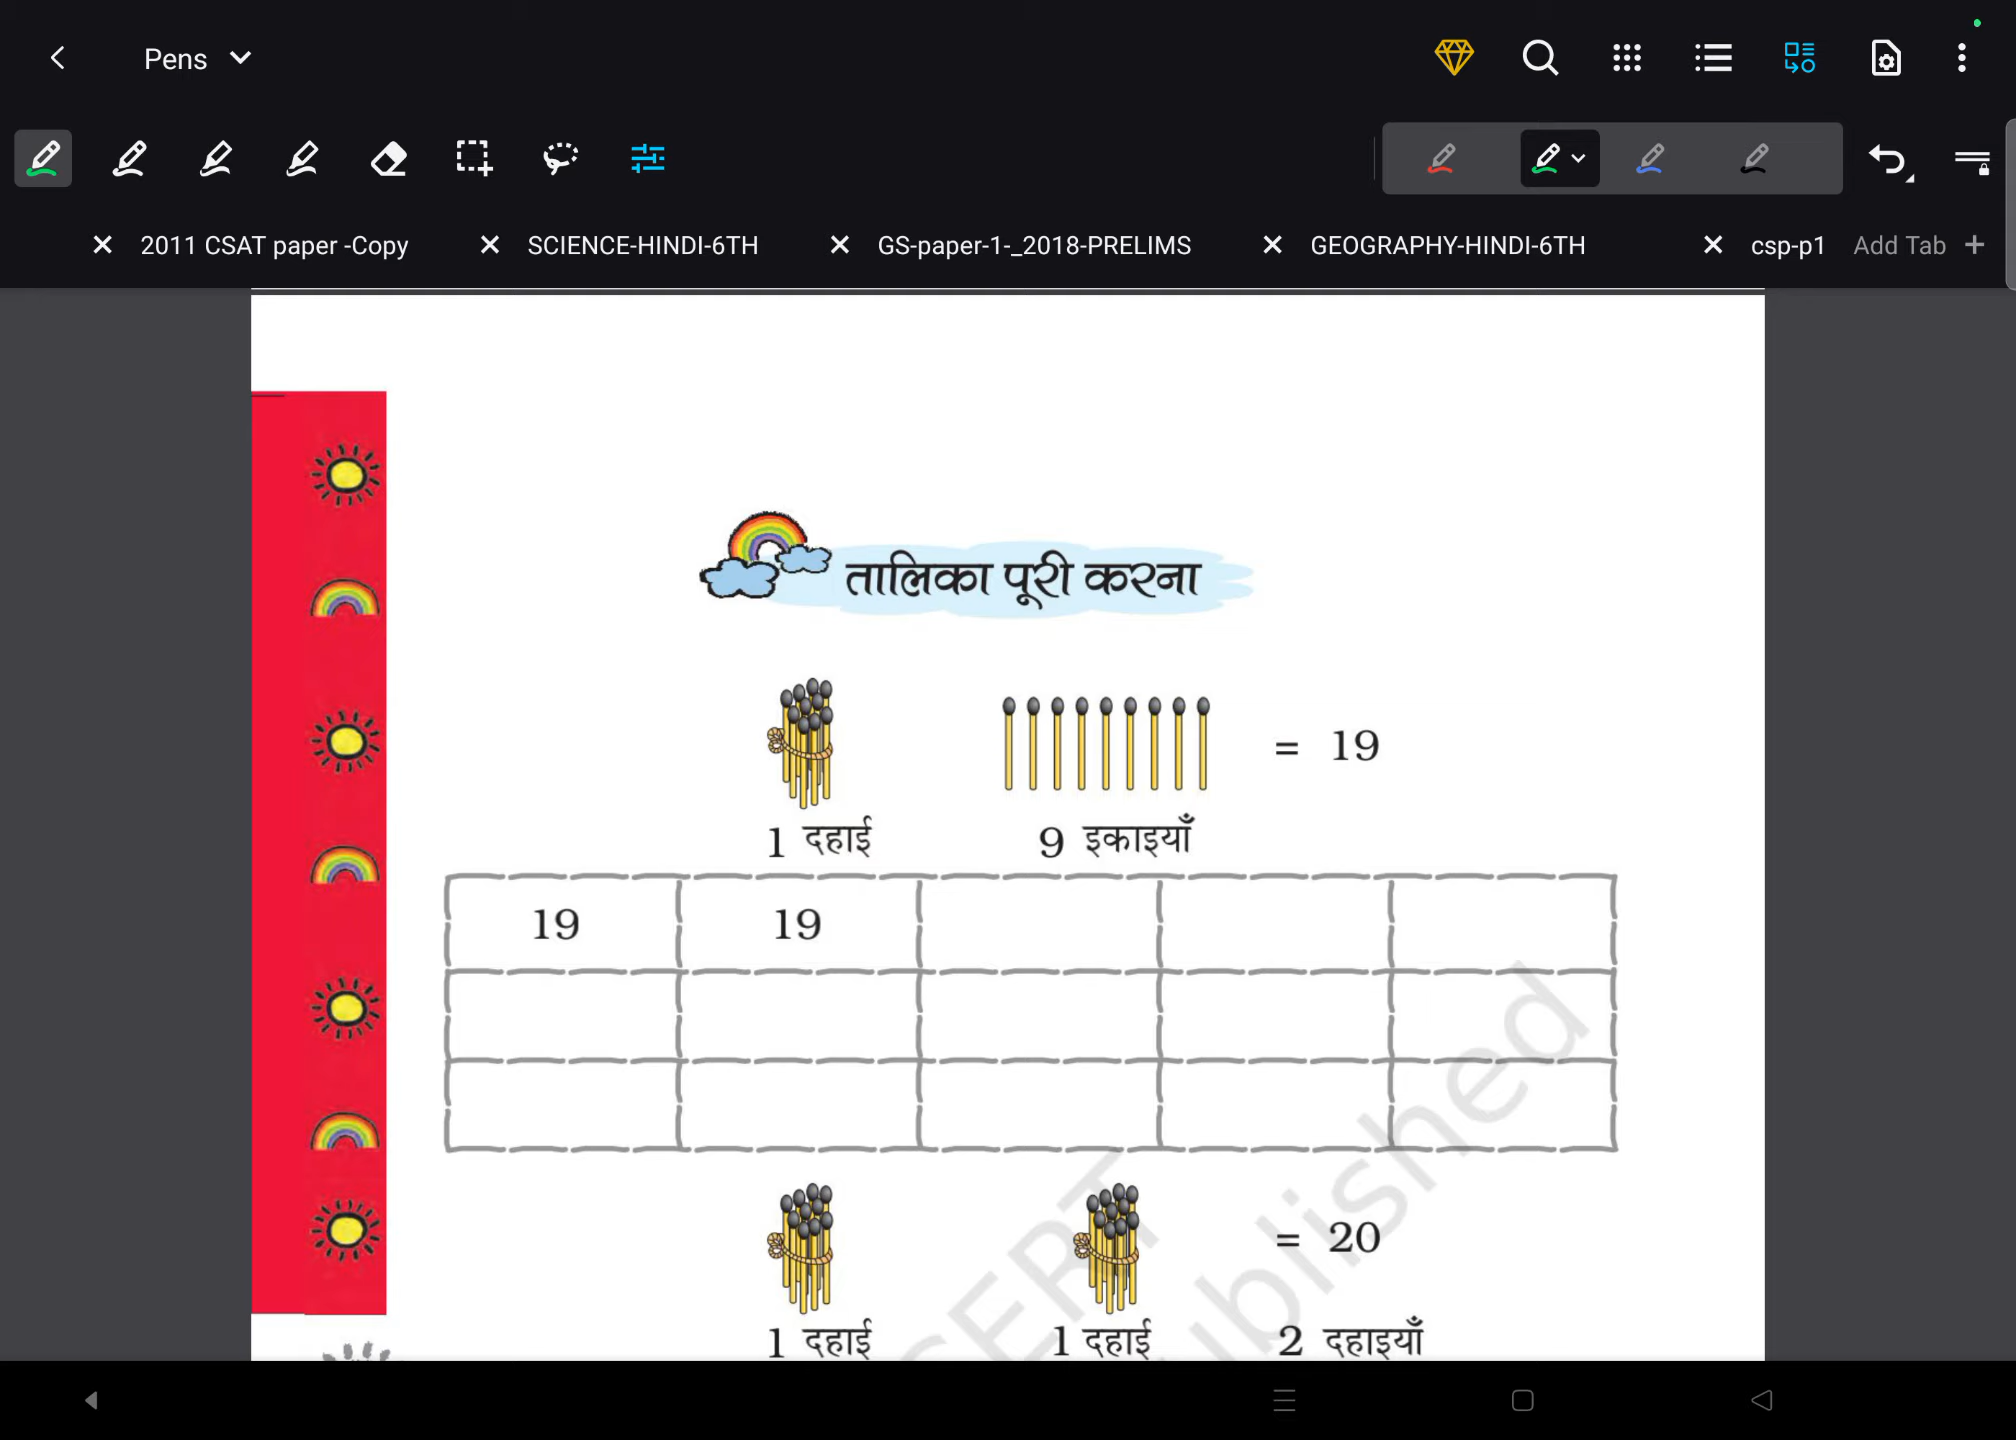 Pens
2011 CSAT paper -Copy
SCIENCE-HINDI-6TH
GS-paper-1-_2018-PRELIMS
GEOGRAPHY-HINDI-6TH
csp-p1
Add Tab +
तालिका पूरी करना
= 19
1 दहाई 9 इकाइयाँ
19 19
= 20
1 दहाई 1 दहाई 2 दहाइयाँ